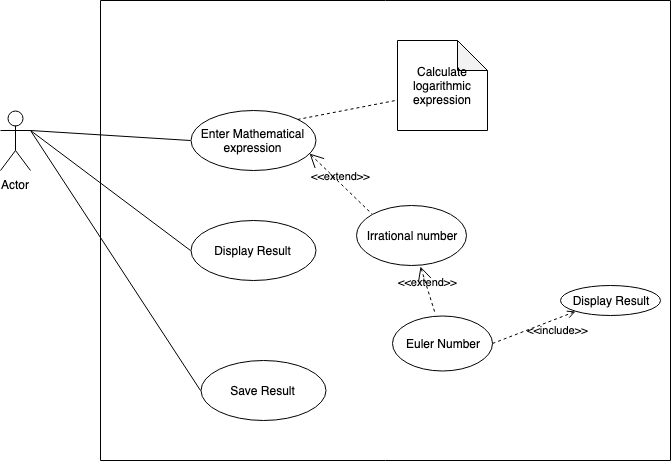 Calculate
logarithmic
expression
Enter Mathematical
expression
<<extend>>
Actor
Irrational number
Display Result
<<extend>>
Display Result
<<include>>
Euler Number
Save Result